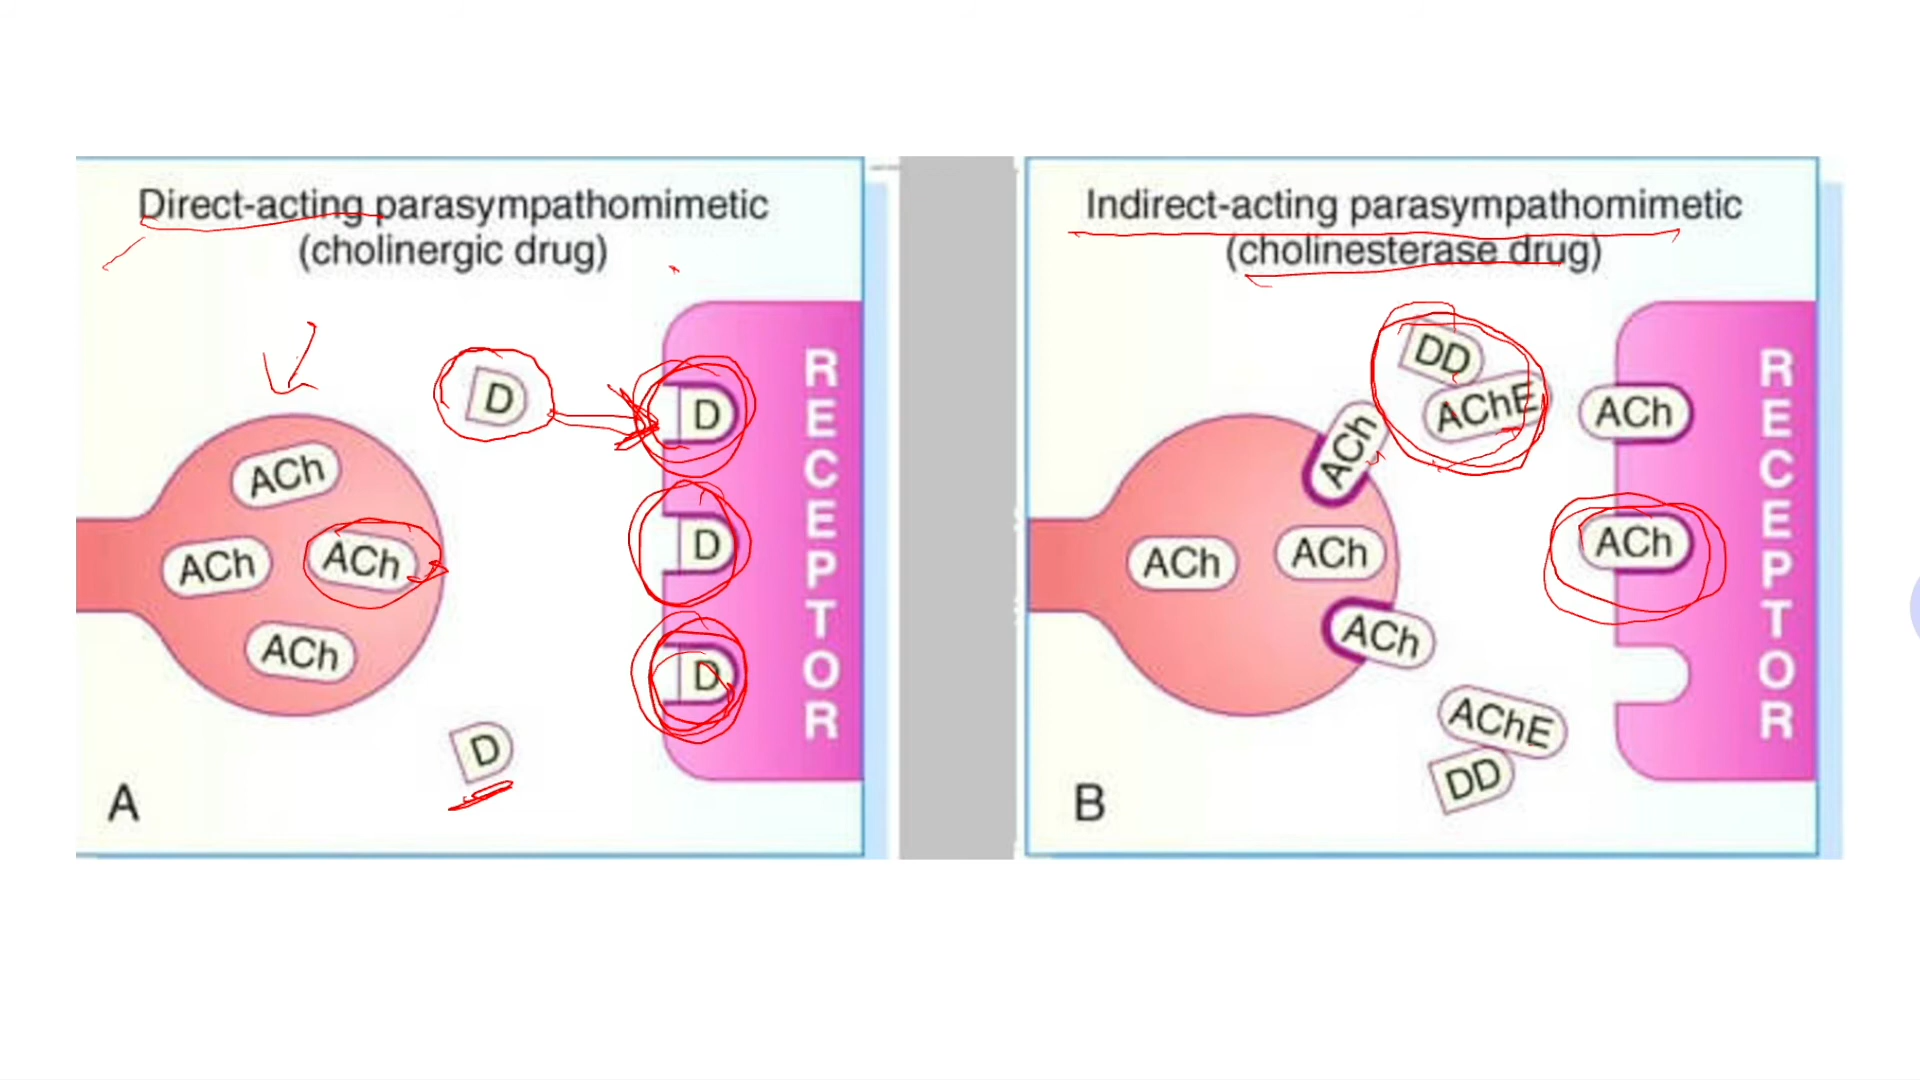 Direct-acting parasympathomimetic
(cholinergic drug)
D
D
ACh
ACh
ACh
D
ACh
D
D
RECEPTOR
A
Indirect-acting parasympathomimetic
(cholinesterase drug)
DD
AChE
ACh
ACh
ACh
ACh
ACh
ACh
AChE
DD
RECEPTOR
B